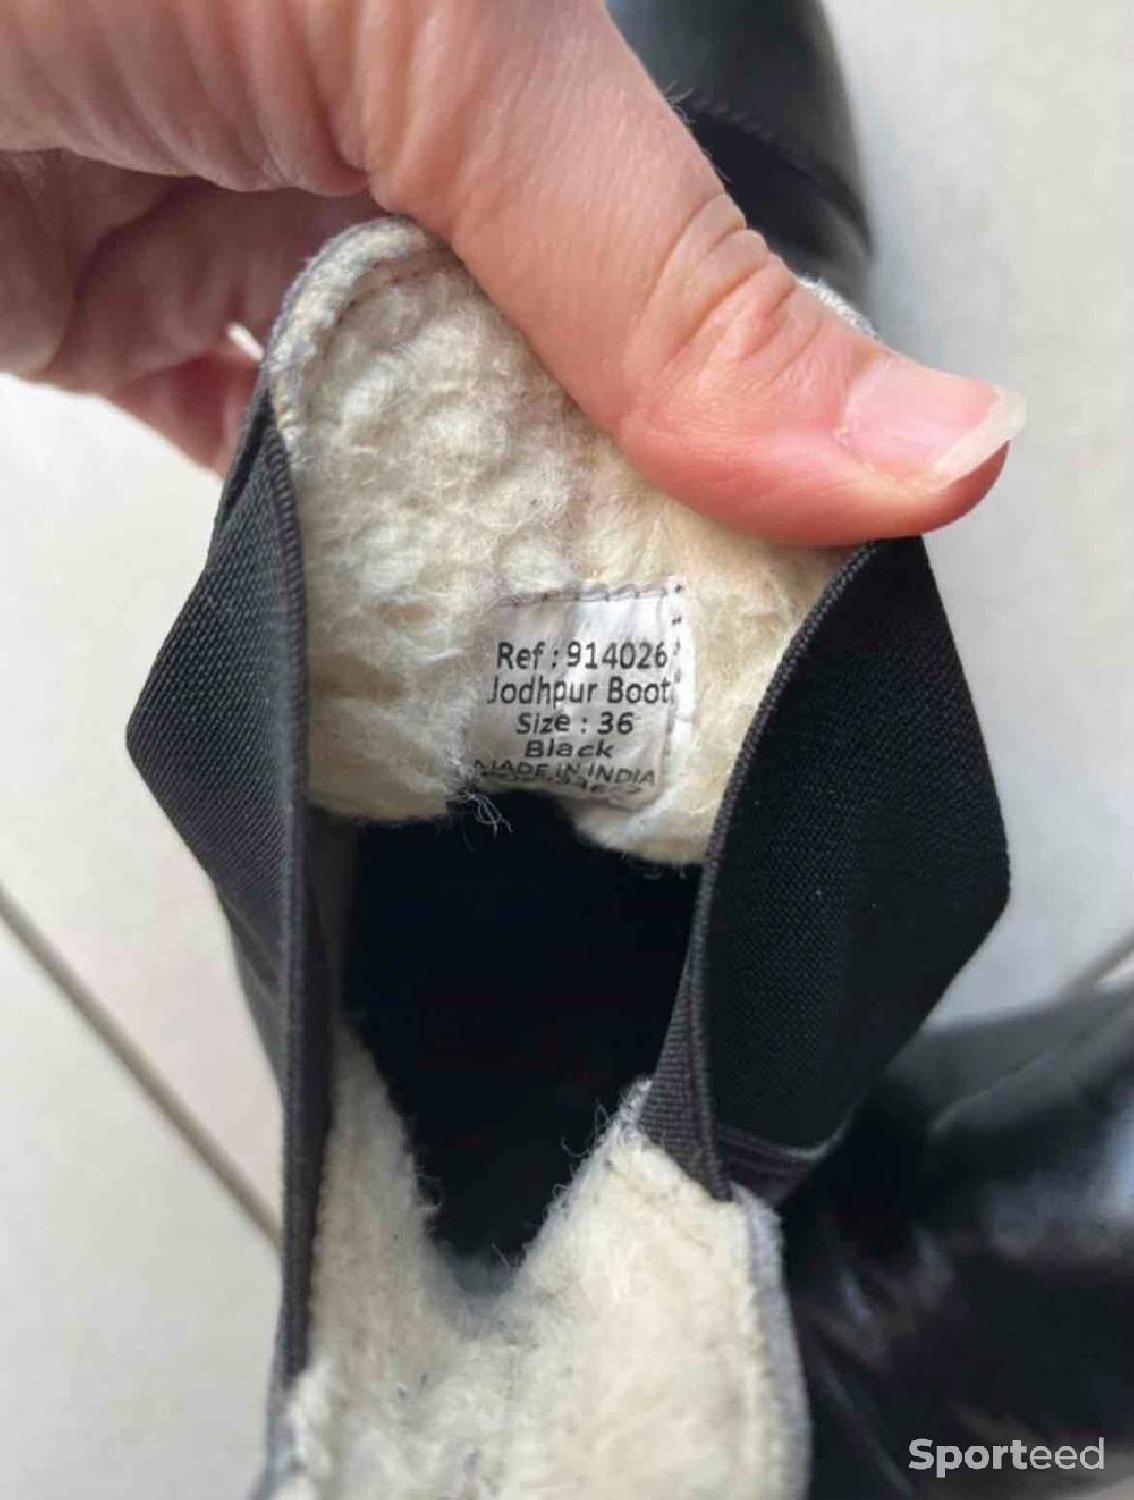 Ref : 914026
Jodhpur Boot
Size : 36
Black
MADE IN INDIA
Sporteed